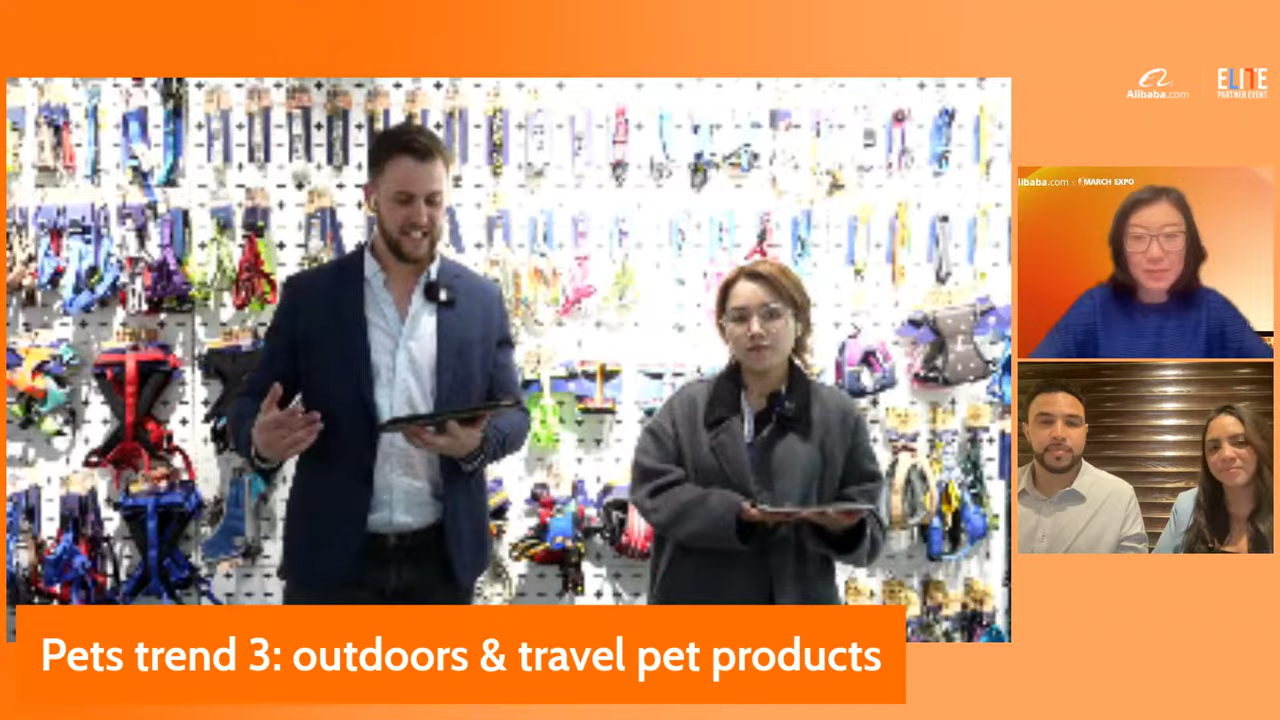 Alibaba.com
ELITE
PARTNER EVENT
libaba.com
MARCH EXPO
Pets trend 3: outdoors & travel pet products